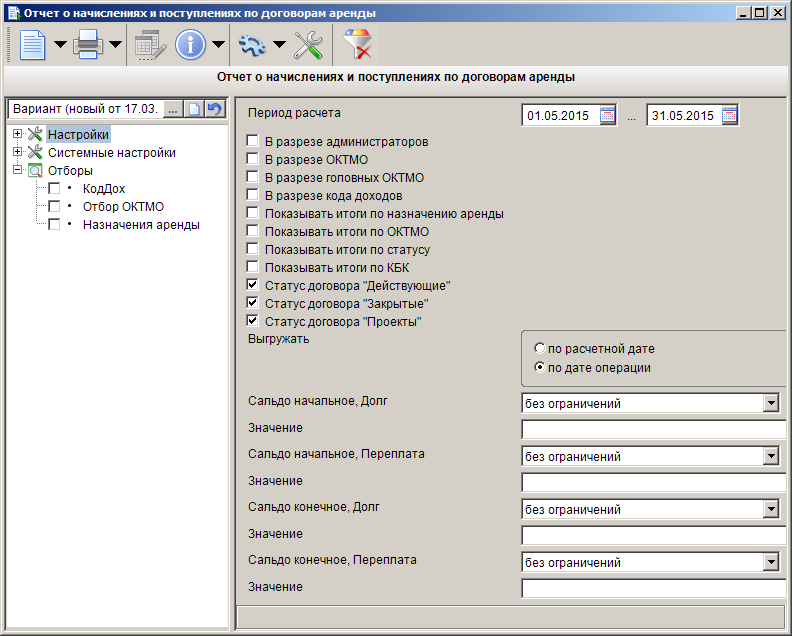 Отчет о начислениях и поступлениях по договорам аренды
Отчет о начислениях и поступлениях по договорам аренды
Вариант (новый от 17.03. ...
Настройки
Системные настройки
Отборы
КодДох
Отбор ОКТМО
Назначения аренды
Период расчета 01.05.2015 ... 31.05.2015
В разрезе администраторов
В разрезе ОКТМО
В разрезе головных ОКТМО
В разрезе кода доходов
Показывать итоги по назначению аренды
Показывать итоги по ОКТМО
Показывать итоги по статусу
Показывать итоги по КБК
Статус договора "Действующие"
Статус договора "Закрытые"
Статус договора "Проекты"
Выгружать
по расчетной дате
по дате операции
Сальдо начальное, Долг без ограничений
Значение
Сальдо начальное, Переплата без ограничений
Значение
Сальдо конечное, Долг без ограничений
Значение
Сальдо конечное, Переплата без ограничений
Значение